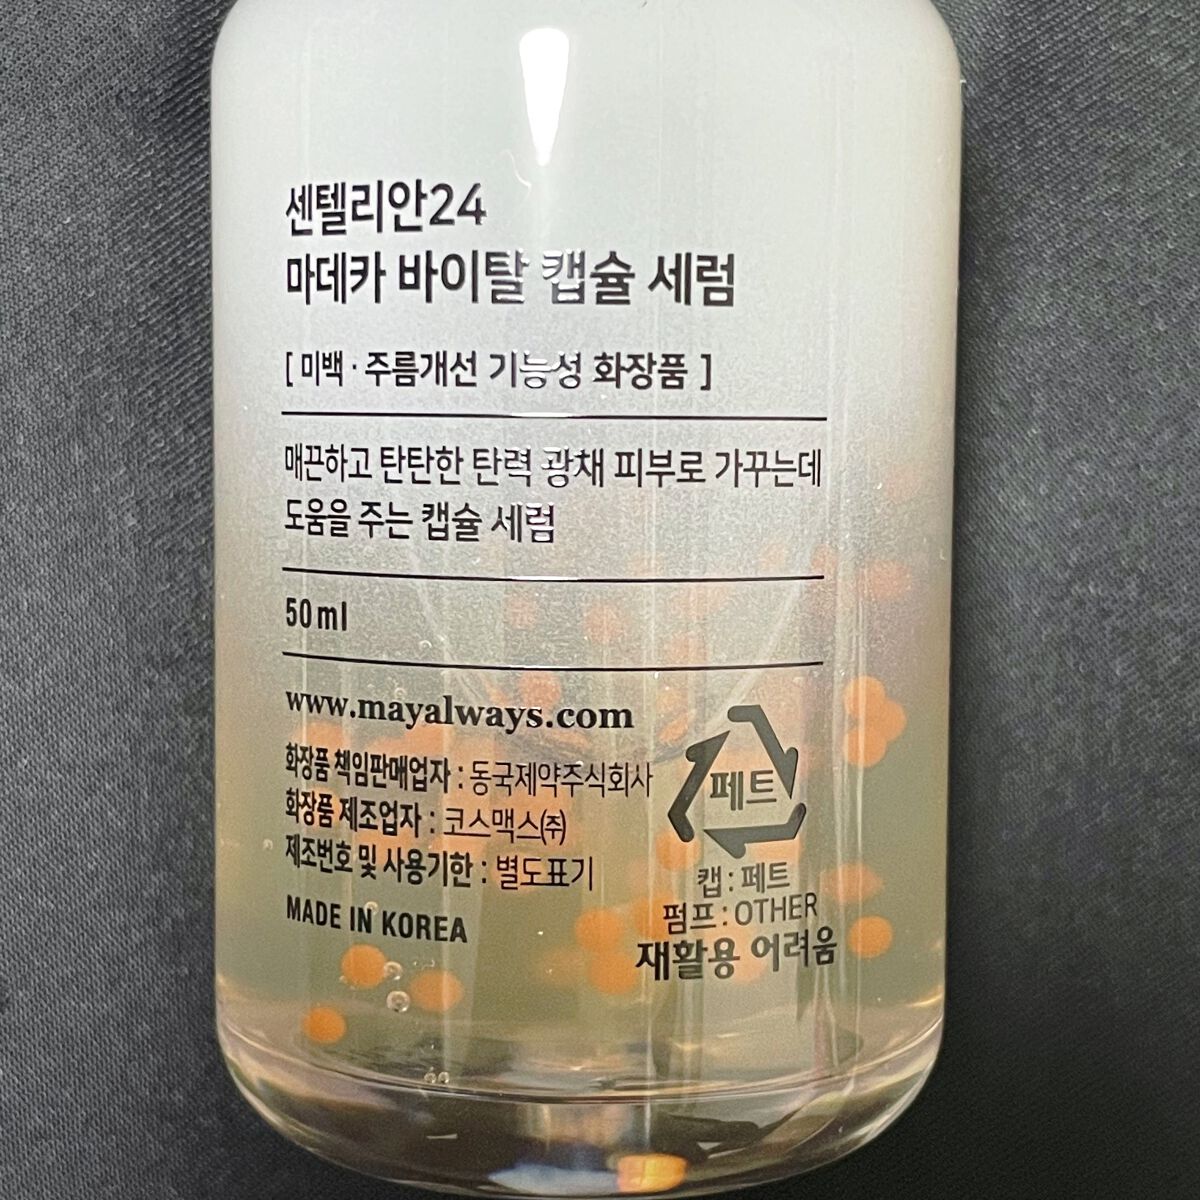 센텔리안24
마데카 바이탈 캡슐 세럼
[ 미백 · 주름개선 기능성 화장품 ]
매끈하고 탄탄한 탄력 광채 피부로 가꾸는데
도움을 주는 캡슐 세럼
50ml
www.mayalways.com
화장품 책임판매업자 : 동국제약주식회사
화장품 제조업자 : 코스맥스㈜
제조번호 및 사용기한 : 별도표기
MADE IN KOREA
페트
캡 : 페트
펌프 : OTHER
재활용 어려움